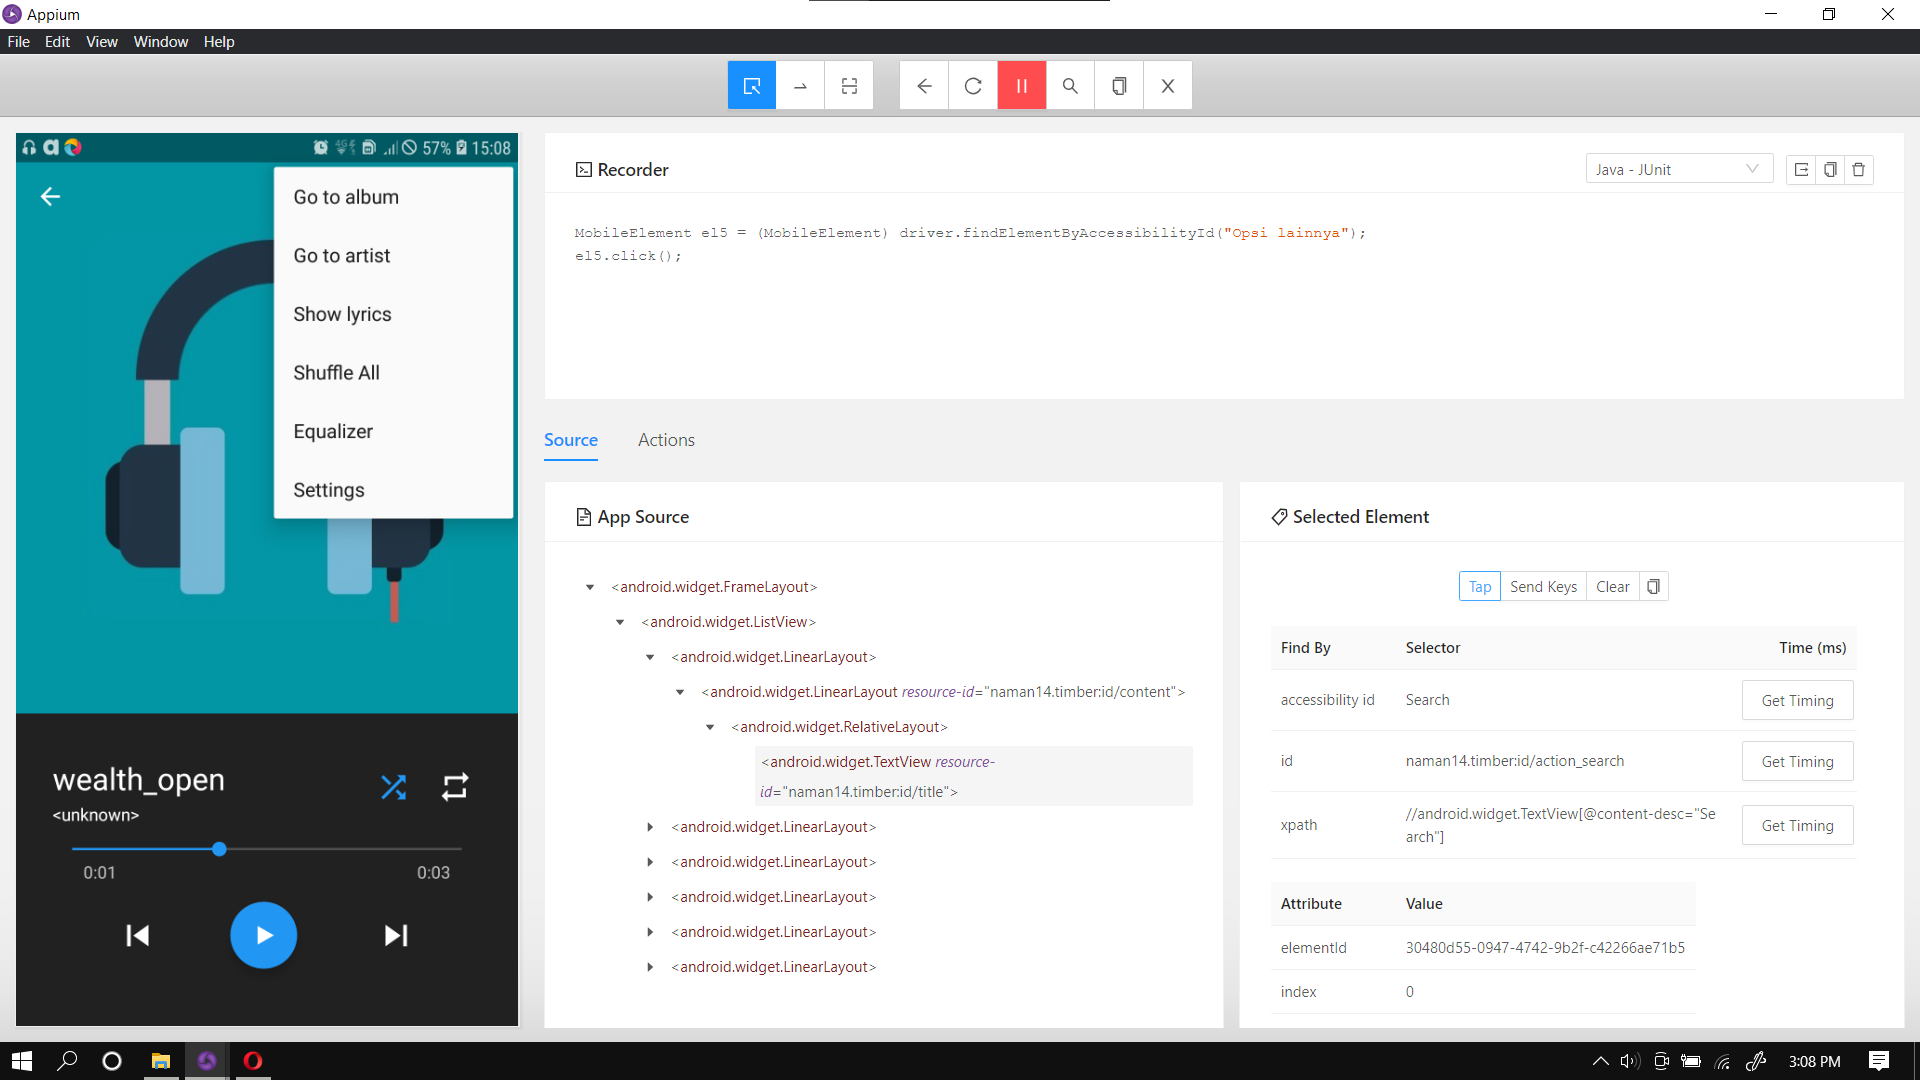 Appium
File Edit View Window Help
57% 15:08
Go to album
Go to artist
Show lyrics
Shuffle All
Equalizer
Settings
wealth_open
<unknown>
0:01 0:03
Recorder
Java - JUnit
MobileElement el5 = (MobileElement) driver.findElementByAccessibilityId("Opsi lainnya");
el5.click();
Source Actions
App Source
<android.widget.FrameLayout>
<android.widget.ListView>
<android.widget.LinearLayout>
<android.widget.LinearLayout resource-id="naman14.timber:id/content">
<android.widget.RelativeLayout>
<android.widget.TextView resource-
id="naman14.timber:id/title">
<android.widget.LinearLayout>
<android.widget.LinearLayout>
<android.widget.LinearLayout>
<android.widget.LinearLayout>
<android.widget.LinearLayout>
Selected Element
Tap Send Keys Clear
Find By Selector Time (ms)
accessibility id Search Get Timing
id naman14.timber:id/action_search Get Timing
xpath //android.widget.TextView[@content-desc="Se
arch"] Get Timing
Attribute Value
elementId 30480d55-0947-4742-9b2f-c42266ae71b5
index 0
3:08 PM